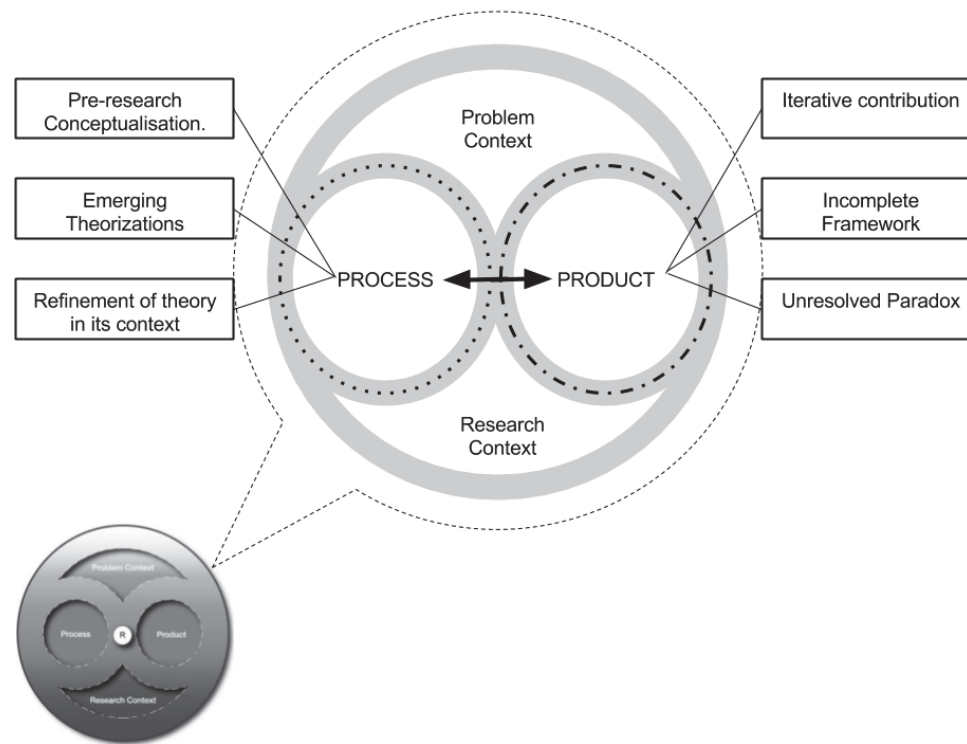 Pre-research
Conceptualisation.
Emerging
Theorizations
Refinement of theory
in its context
Problem
Context
PROCESS
PRODUCT
Research
Context
Iterative contribution
Incomplete
Framework
Unresolved Paradox
Problem Context
Process
R
Product
Research Context